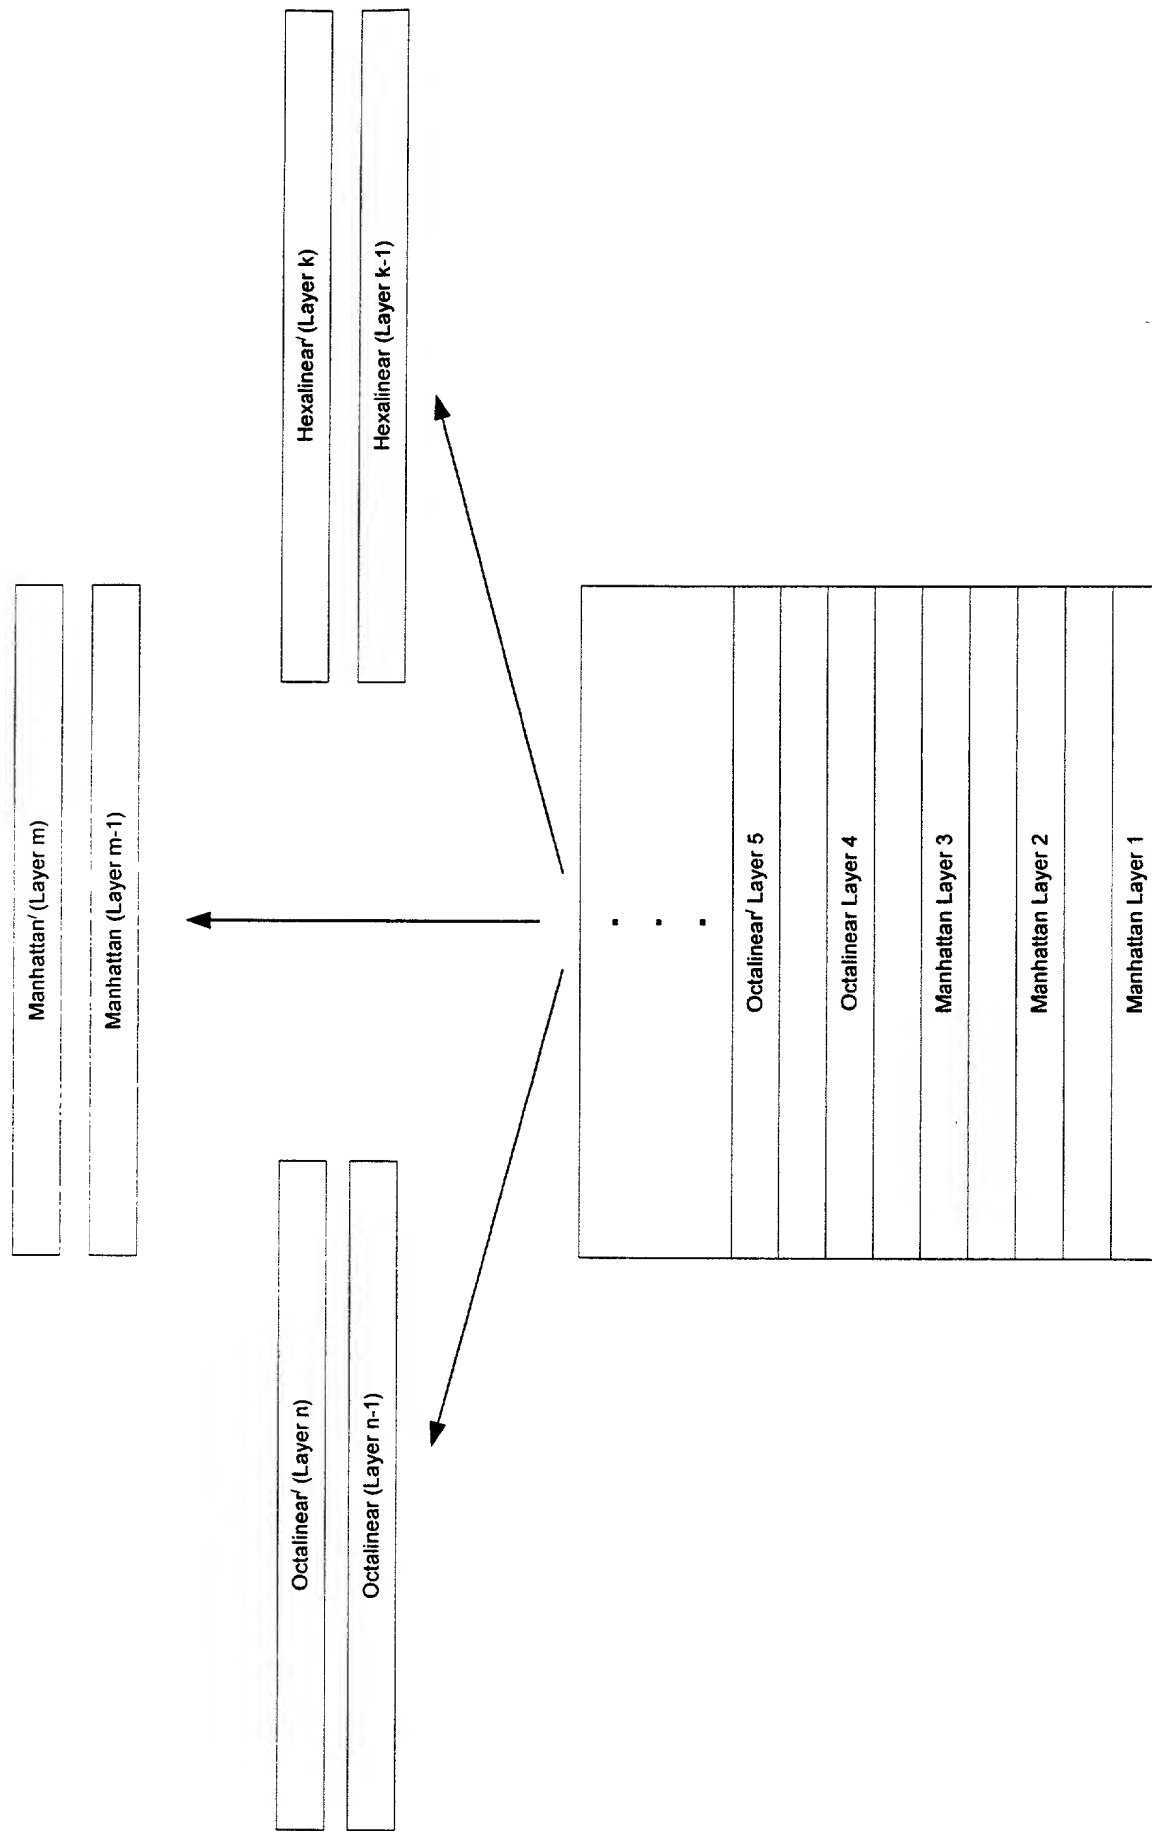 Manhattan' (Layer m)
Manhattan (Layer m-1)
Octalinear' (Layer n)
Octalinear (Layer n-1)
Hexalinear' (Layer k)
Hexalinear (Layer k-1)
Octalinear' Layer 5
Octalinear Layer 4
Manhattan Layer 3
Manhattan Layer 2
Manhattan Layer 1